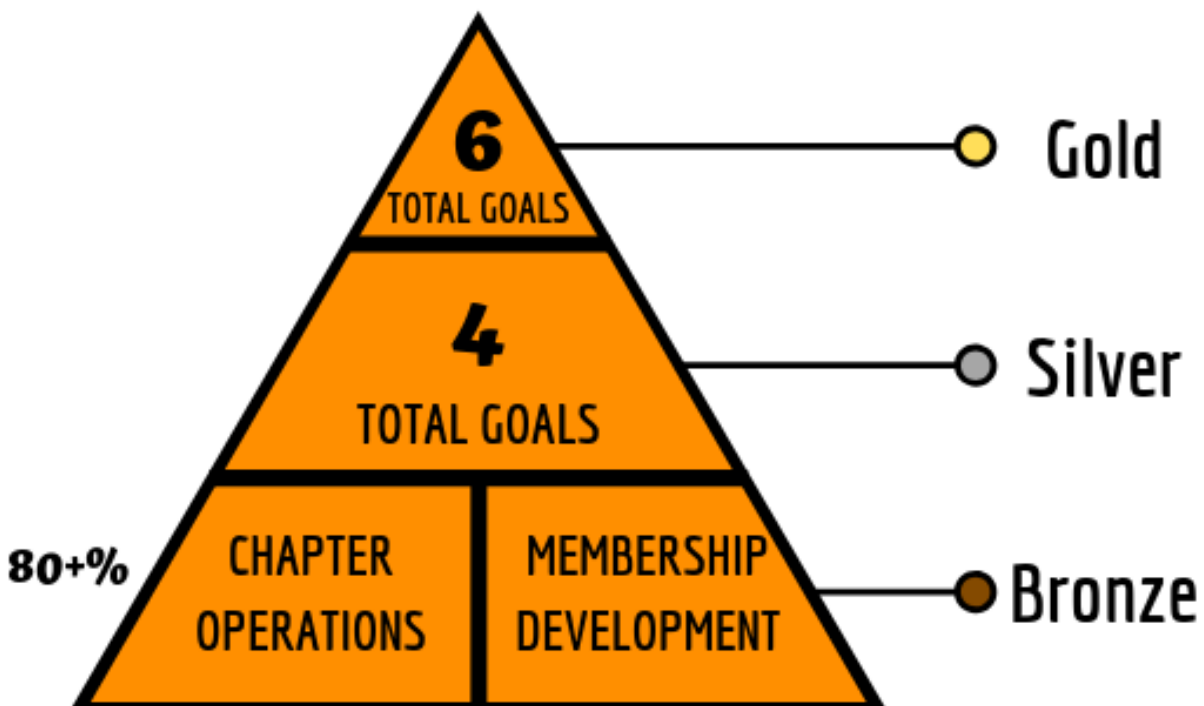 6
TOTAL GOALS
Gold
4
TOTAL GOALS
Silver
80+%
CHAPTER
OPERATIONS
MEMBERSHIP
DEVELOPMENT
Bronze